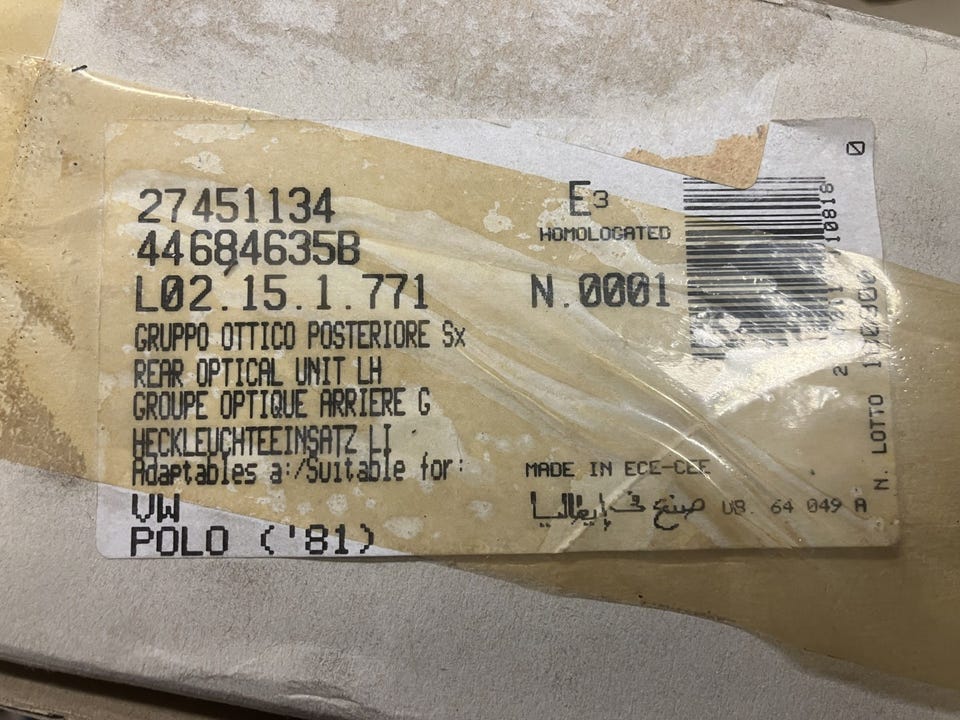 27451134
44684635B
L02.15.1.771
GRUPPO OTTICO POSTERIORE Sx
REAR OPTICAL UNIT LH
GROUPE OPTIQUE ARRIERE G
HECKLEUCHTEEINSATZ LI
Adaptables a:/Suitable for:
VW
POLO ('81)
E3
HOMOLOGATED
N.0001
MADE IN ECE-CEE
صنع في إيطاليا
UB. 64 049 A
N. LOTTO
0